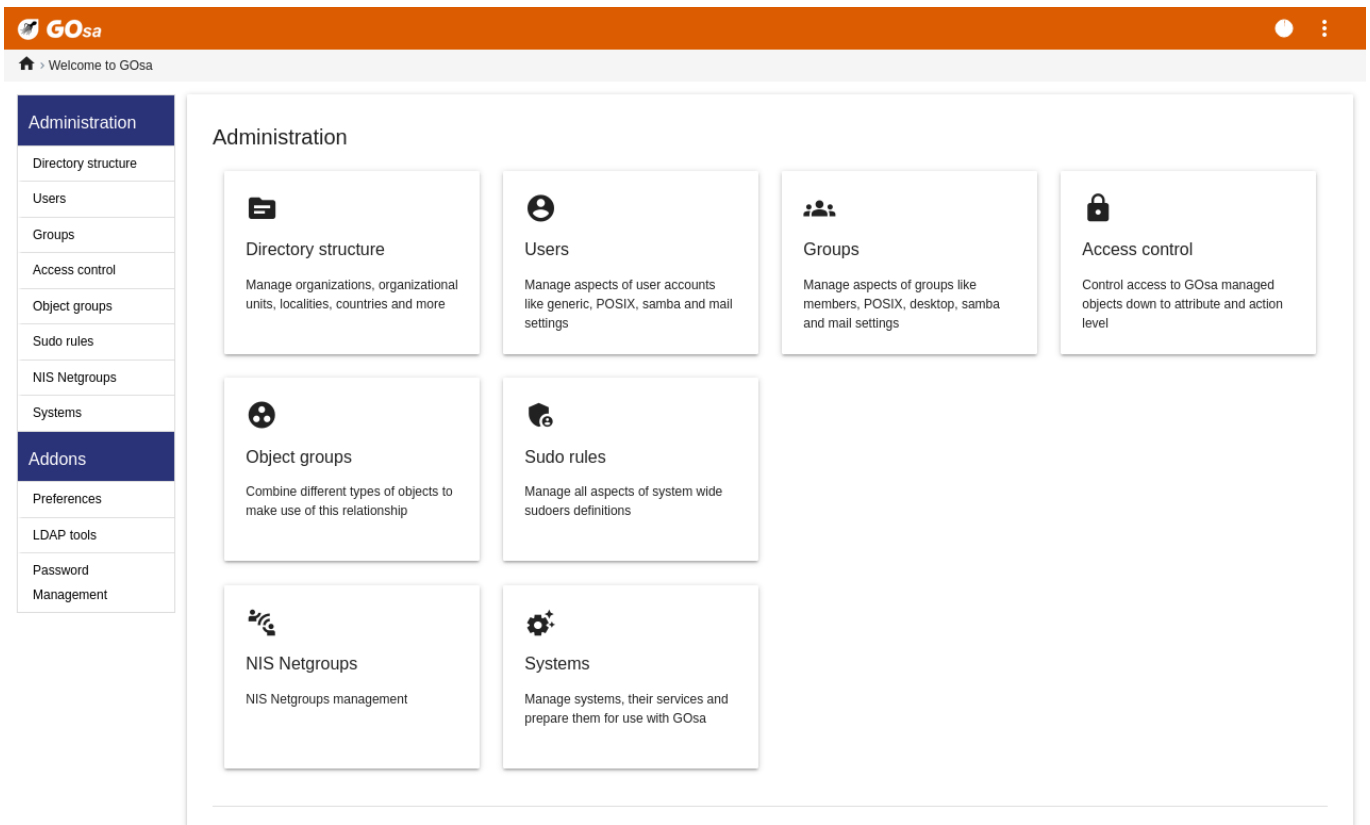 GOsa
› Welcome to GOsa
Administration
Directory structure
Users
Groups
Access control
Object groups
Sudo rules
NIS Netgroups
Systems
Addons
Preferences
LDAP tools
Password
Management
Administration
Directory structure
Manage organizations, organizational
units, localities, countries and more
Users
Manage aspects of user accounts
like generic, POSIX, samba and mail
settings
Groups
Manage aspects of groups like
members, POSIX, desktop, samba
and mail settings
Access control
Control access to GOsa managed
objects down to attribute and action
level
Object groups
Combine different types of objects to
make use of this relationship
Sudo rules
Manage all aspects of system wide
sudoers definitions
NIS Netgroups
NIS Netgroups management
Systems
Manage systems, their services and
prepare them for use with GOsa